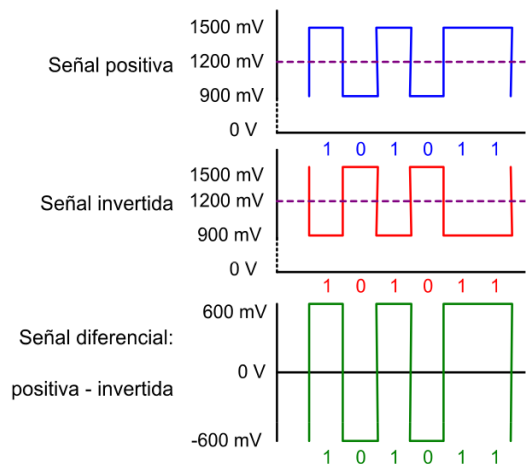 1500 mV
Señal positiva
1200 mV
900 mV
0 V
1 0 1 0 1 1
1500 mV
Señal invertida
1200 mV
900 mV
0 V
1 0 1 0 1 1
600 mV
Señal diferencial:
0 V
positiva - invertida
-600 mV
1 0 1 0 1 1